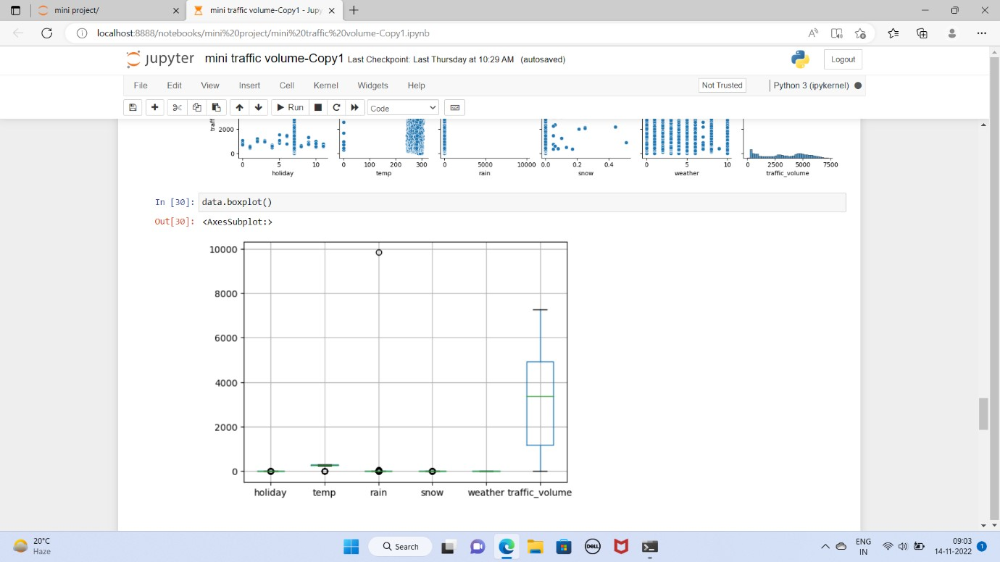 mini project/
mini traffic volume-Copy1 - Jupy
localhost:8888/notebooks/mini%20project/mini%20traffic%20volume-Copy1.ipynb
jupyter mini traffic volume-Copy1 Last Checkpoint: Last Thursday at 10:29 AM (autosaved)
Logout
File Edit View Insert Cell Kernel Widgets Help
Not Trusted
Python 3 (ipykernel)
Run
Code
traff
2000
0
0 5 10
0 100 200 300
0 5000 10000
0.0 0.2 0.4
0 5 10
0 2500 5000 7500
holiday temp rain snow weather traffic_volume
In [30]: data.boxplot()
Out[30]: <AxesSubplot:>
10000
8000
6000
4000
2000
0
holiday temp rain snow weather traffic_volume
20°C
Haze
Search
DELL
ENG
IN
09:03
14-11-2022
1